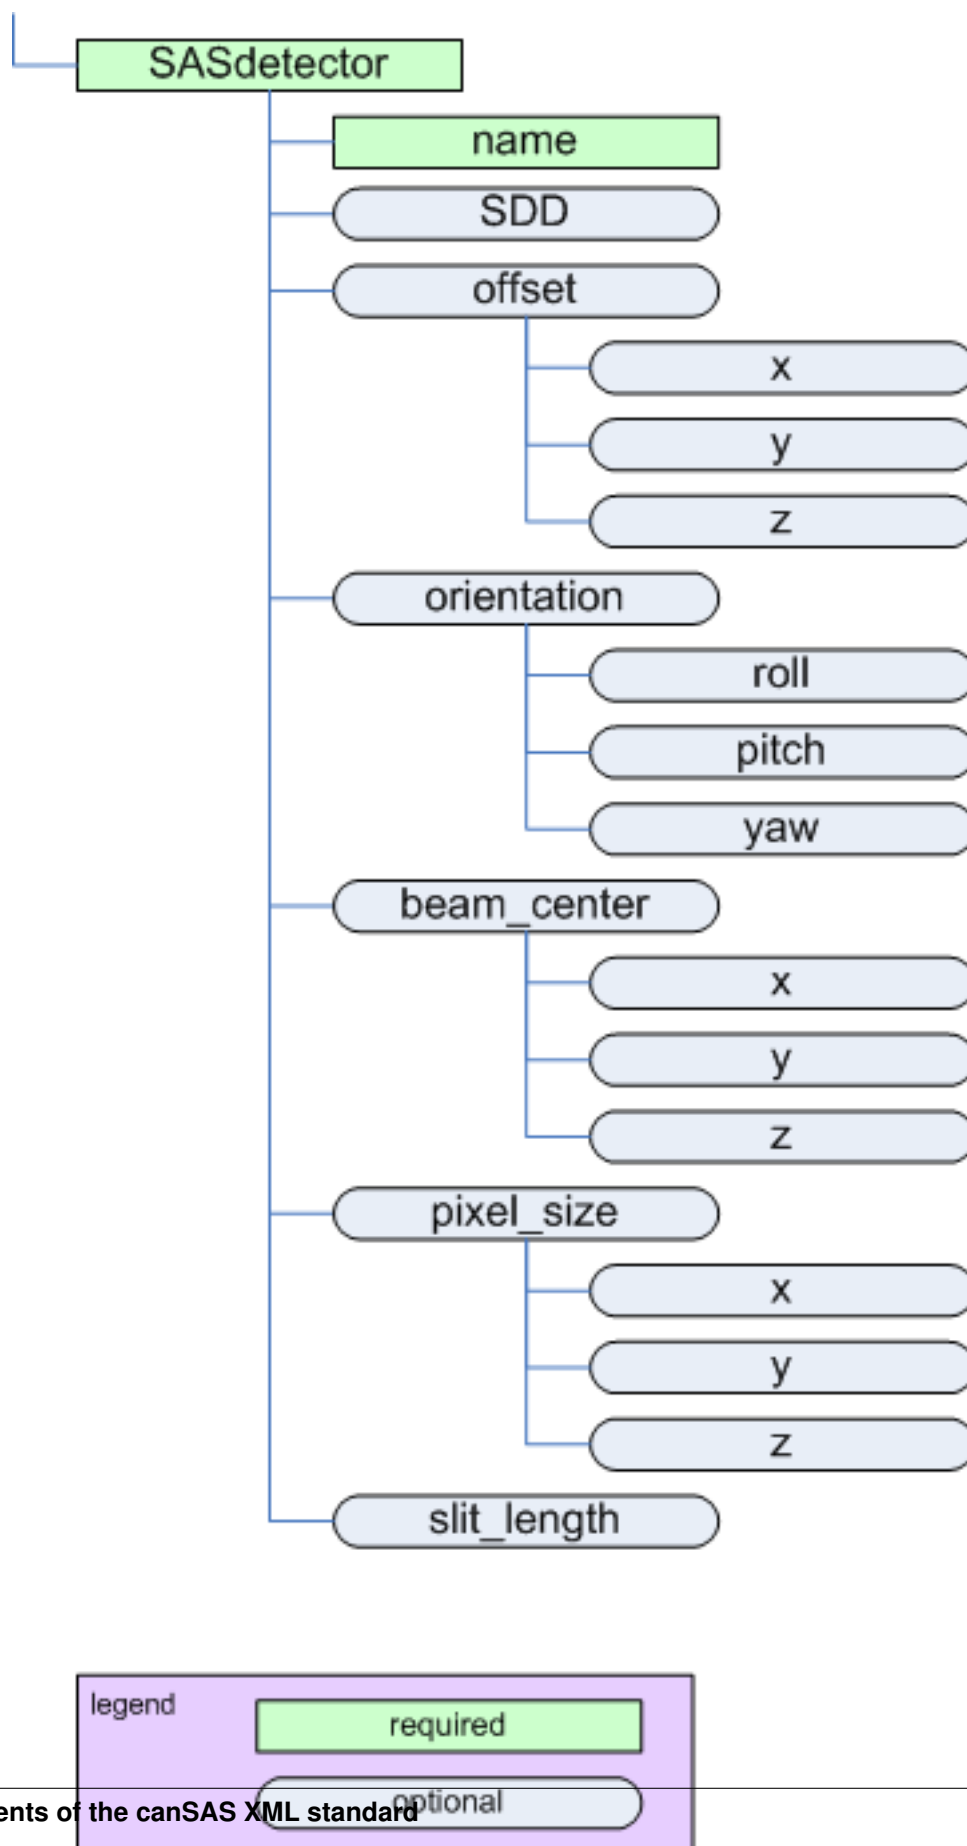 SASdetector
name
SDD
offset
x
y
z
orientation
roll
pitch
yaw
beam_center
x
y
z
pixel_size
x
y
z
slit_length
legend
required
optional
of the canSAS XML standard